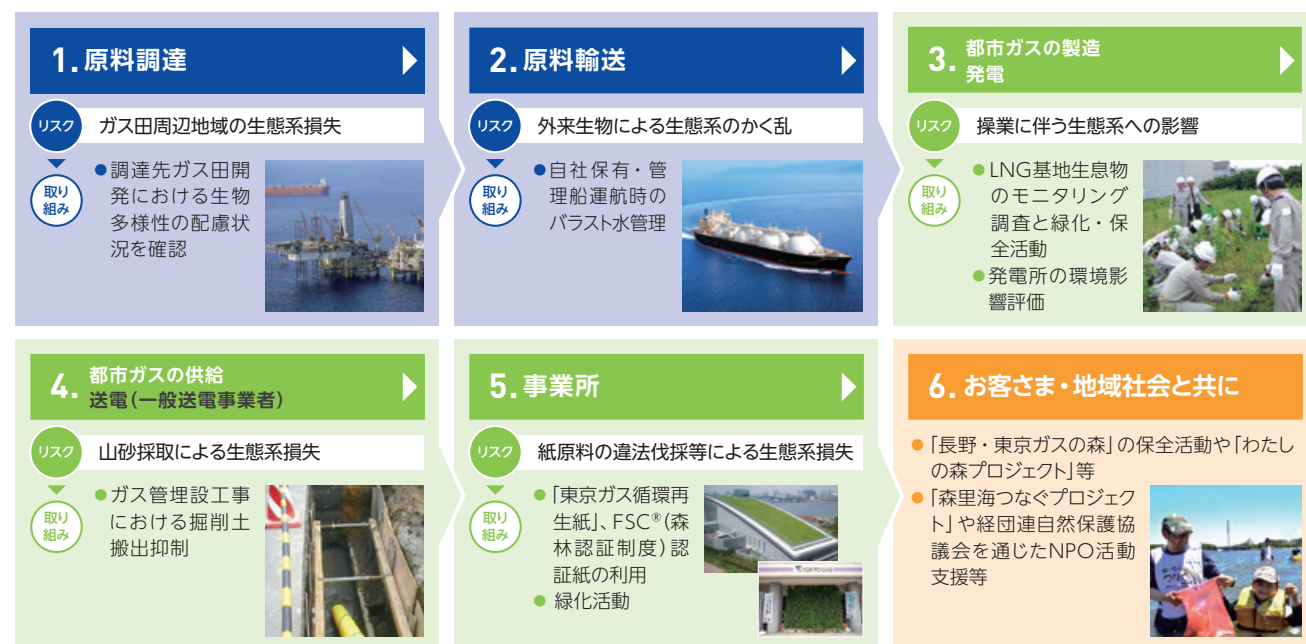 1. 原料調達
リスク
ガス田周辺地域の生態系損失
取り
組み
●調達先ガス田開
発における生物
多様性の配慮状
況を確認
2. 原料輸送
リスク
外来生物による生態系のかく乱
取り
組み
●自社保有・管
理船運航時の
バラスト水管理
3. 都市ガスの製造
発電
リスク
操業に伴う生態系への影響
取り
組み
●LNG基地生息物
のモニタリング
調査と緑化・保
全活動
●発電所の環境影
響評価
4. 都市ガスの供給
送電(一般送電事業者)
リスク
山砂採取による生態系損失
取り
組み
●ガス管埋設工事
における掘削土
搬出抑制
5. 事業所
リスク
紙原料の違法伐採等による生態系損失
取り
組み
●「東京ガス循環再
生紙」、FSC®(森
林認証制度)認
証紙の利用
●緑化活動
6. お客さま・地域社会と共に
●「長野・東京ガスの森」の保全活動や「わたし
の森プロジェクト」等
●「森里海つなぐプロジェク
ト」や経団連自然保護協
議会を通じたNPO活動
支援等